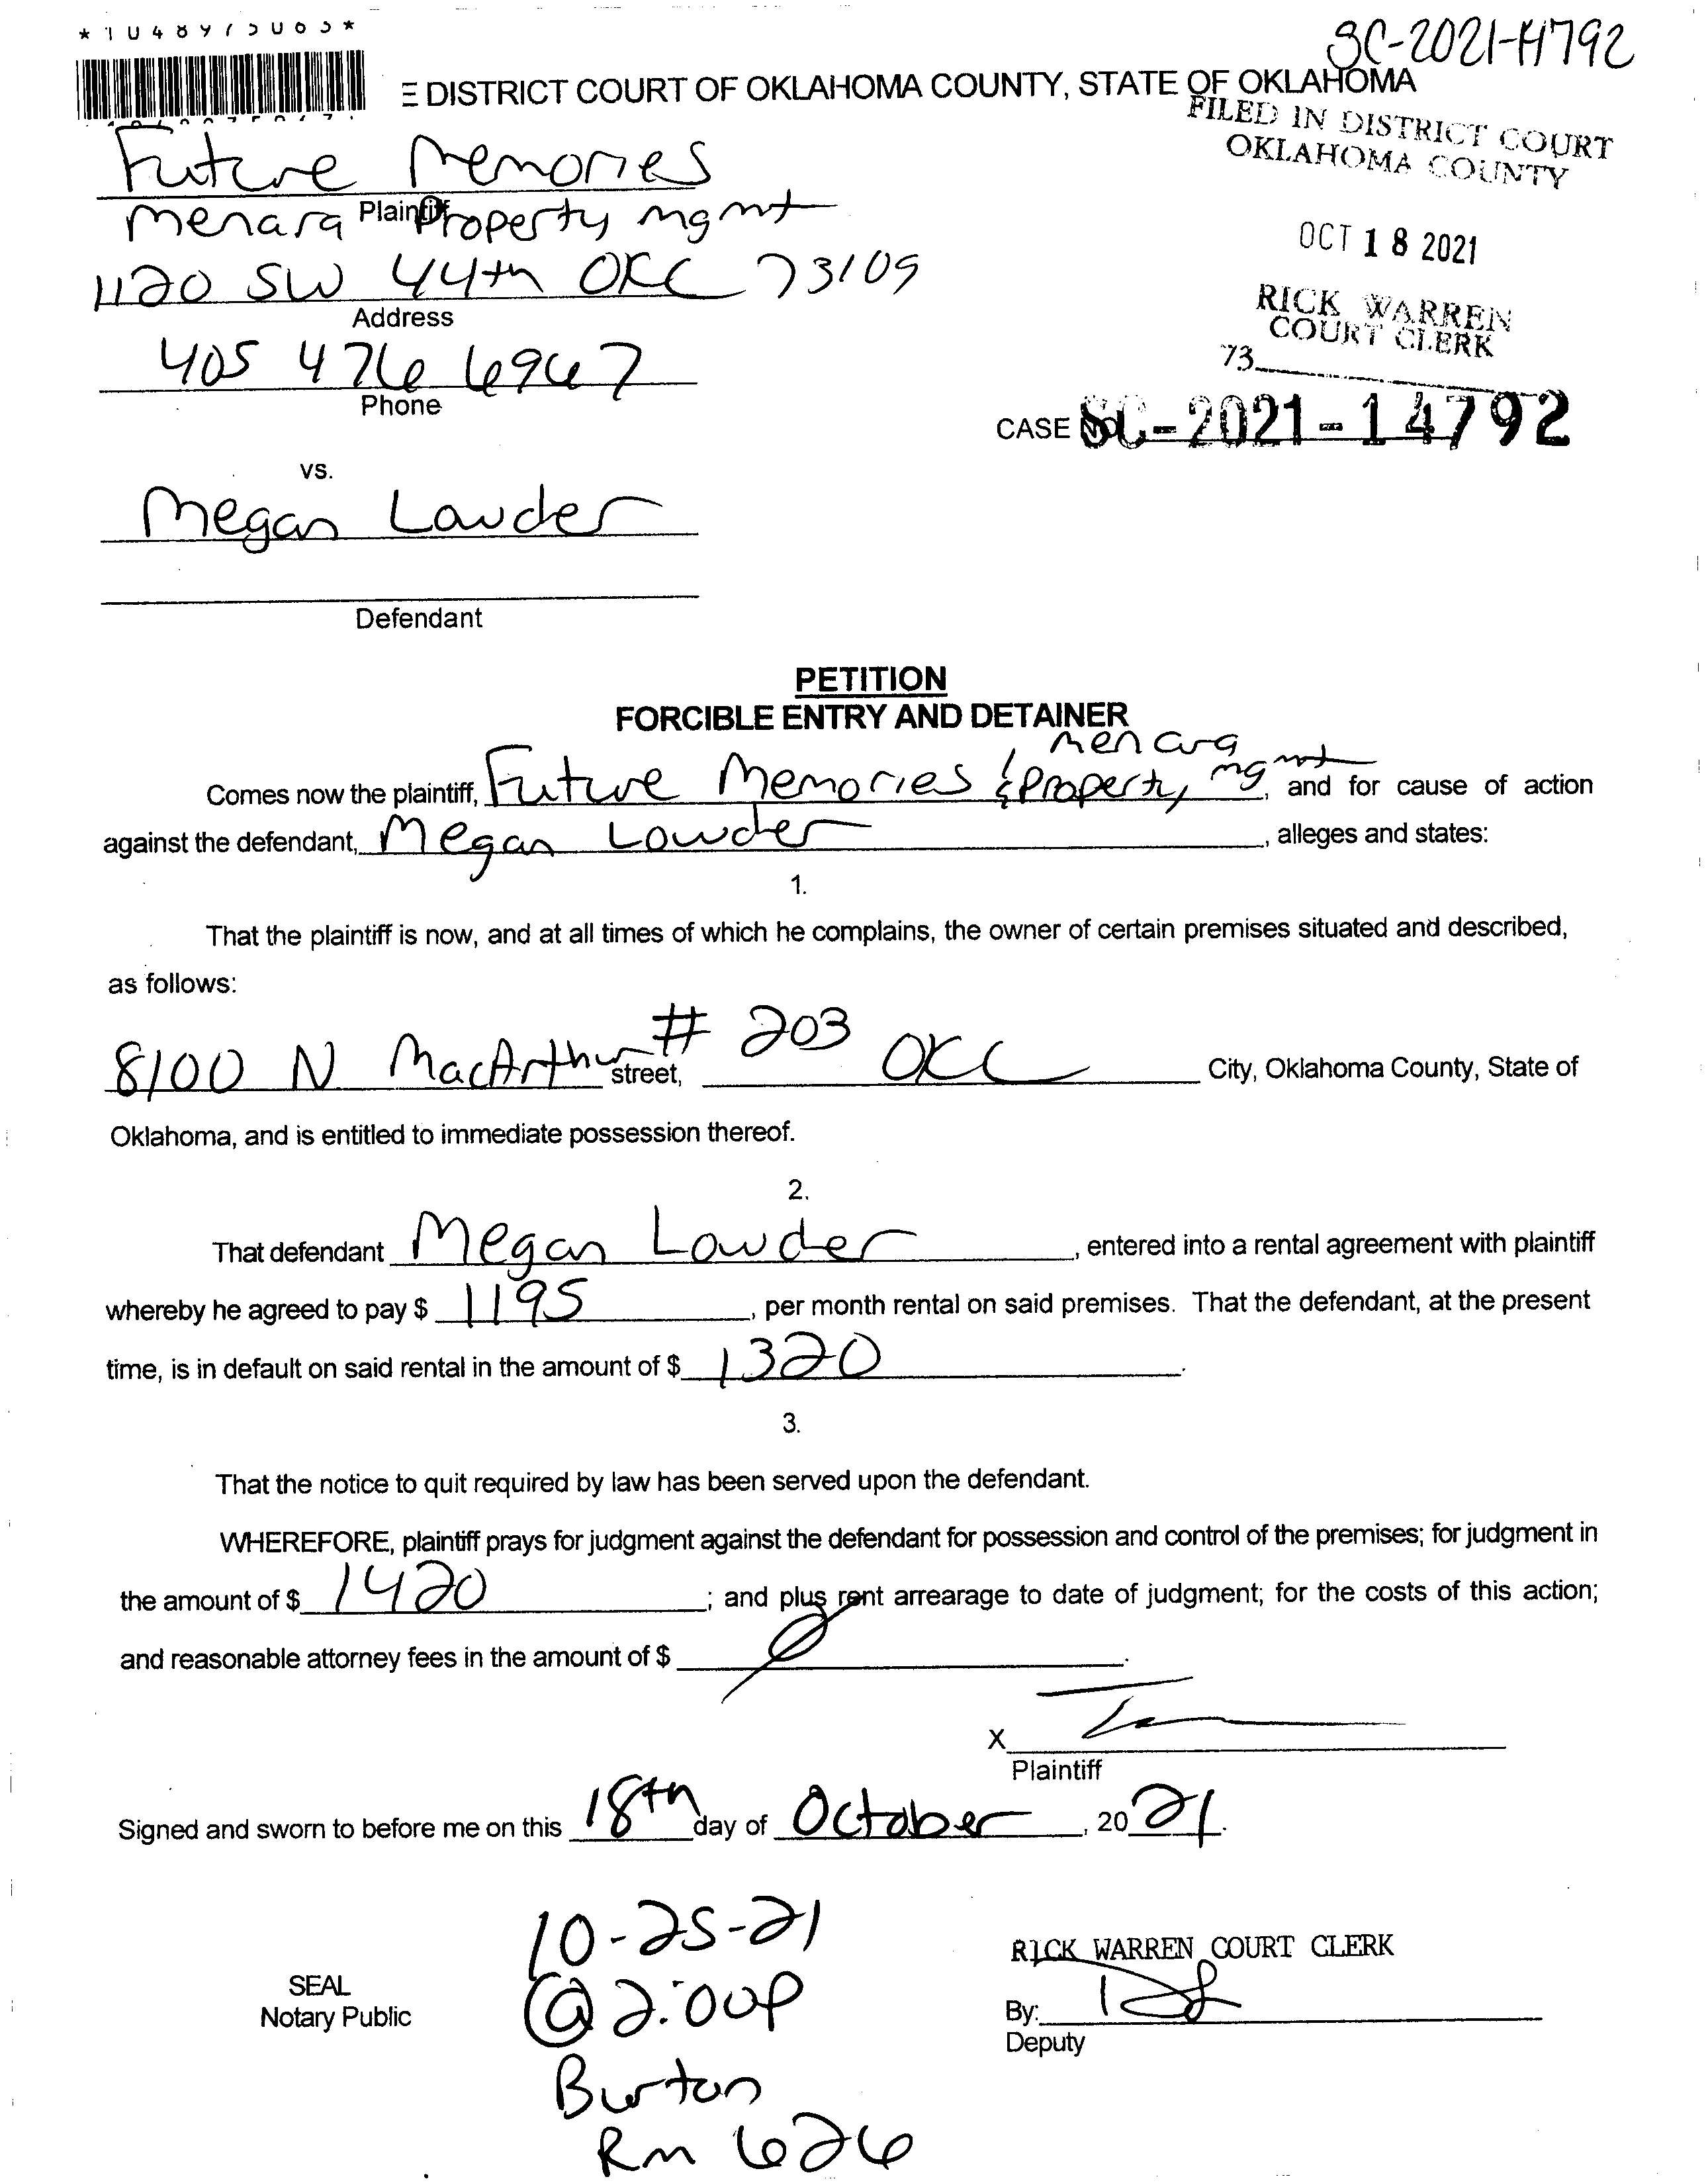 SC-2021-14792
E DISTRICT COURT OF OKLAHOMA COUNTY, STATE OF OKLAHOMA
FILED IN DISTRICT COURT
OKLAHOMA COUNTY
Future Memories
Plaintiff
Menara Property mgmt
OCT 18 2021
1120 SW 44th OKC 73109
Address
RICK WARREN
COURT CLERK
73
405 476 6967
Phone
CASE NO. SC-2021-14792
vs.
Megan Lowder
Defendant
PETITION
FORCIBLE ENTRY AND DETAINER
Comes now the plaintiff, Future Memories & Menara Property mgmt, and for cause of action
against the defendant, Megan Lowder, alleges and states:
1.
That the plaintiff is now, and at all times of which he complains, the owner of certain premises situated and described,
as follows:
8100 N MacArthur # 203 street, OKC City, Oklahoma County, State of
Oklahoma, and is entitled to immediate possession thereof.
2.
That defendant Megan Lowder, entered into a rental agreement with plaintiff
whereby he agreed to pay $ 1195, per month rental on said premises. That the defendant, at the present
time, is in default on said rental in the amount of $ 1320.
3.
That the notice to quit required by law has been served upon the defendant.
WHEREFORE, plaintiff prays for judgment against the defendant for possession and control of the premises; for judgment in
the amount of $ 1420; and plus rent arrearage to date of judgment; for the costs of this action;
and reasonable attorney fees in the amount of $ .
X
Plaintiff
Signed and sworn to before me on this 18th day of October, 2021.
10-25-21
@ 2:00p
Burton
Rm 626
SEAL
Notary Public
RICK WARREN COURT CLERK
By:
Deputy